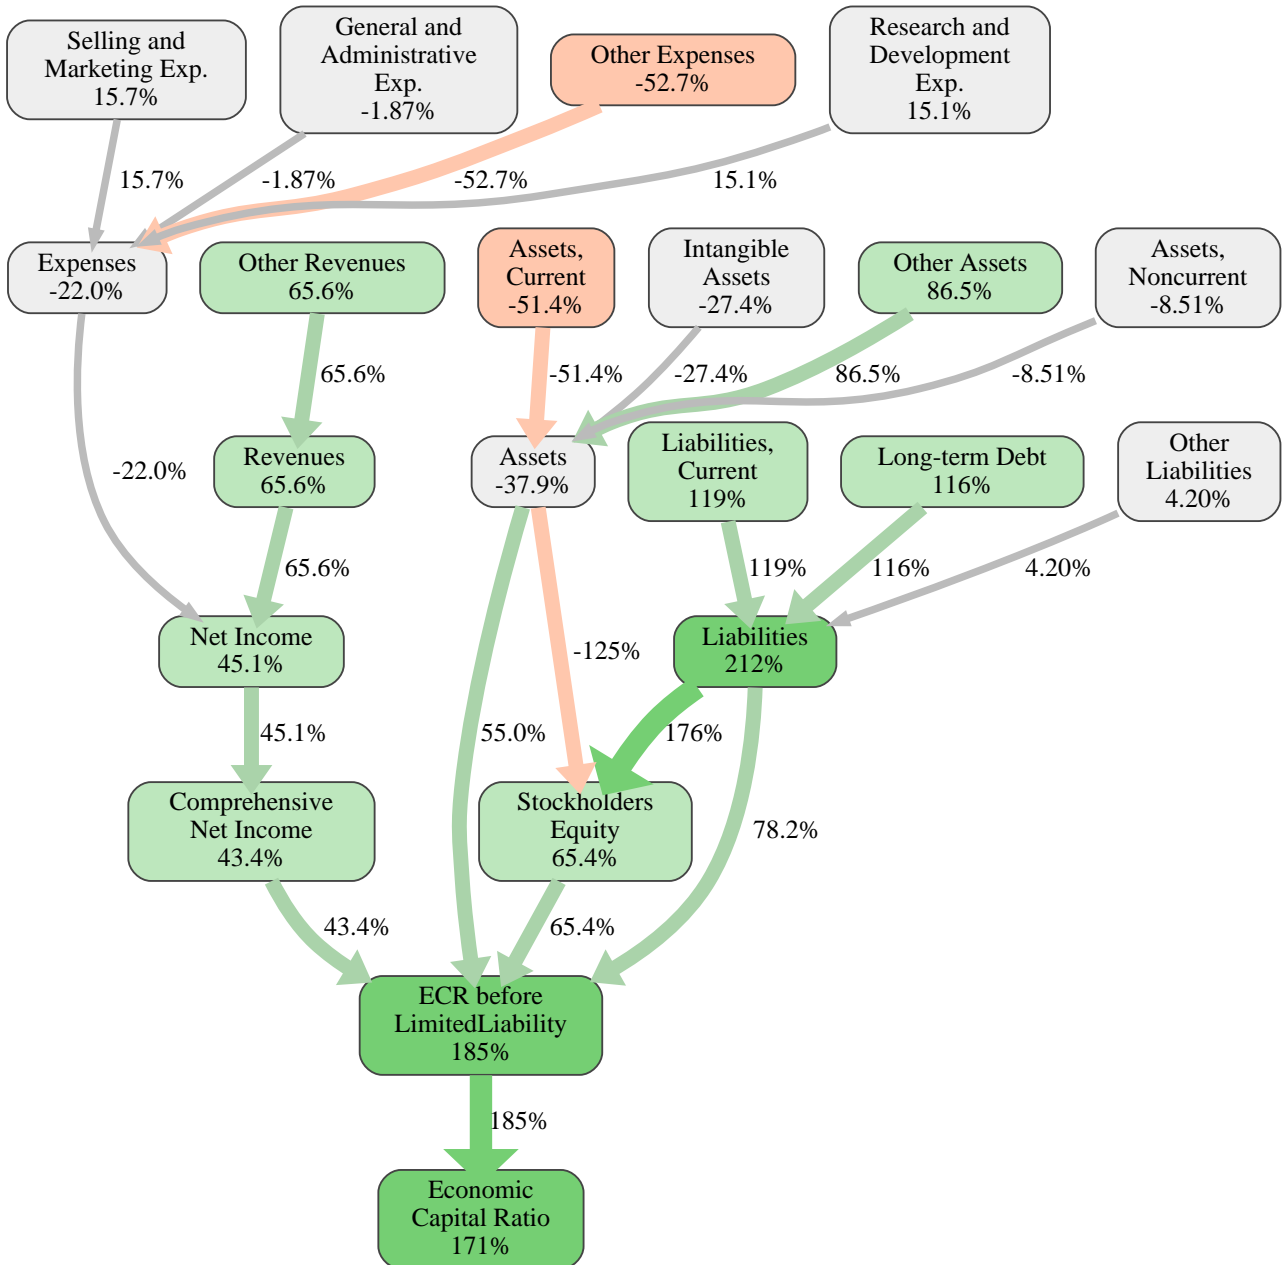 Selling and
Marketing Exp.
15.7%
General and
Administrative
Exp.
-1.87%
Other Expenses
-52.7%
Research and
Development
Exp.
15.1%
15.7%
-1.87%
-52.7%
15.1%
Expenses
-22.0%
Other Revenues
65.6%
Assets,
Current
-51.4%
Intangible
Assets
-27.4%
Other Assets
86.5%
Assets,
Noncurrent
-8.51%
65.6%
-51.4%
-27.4%
86.5%
-8.51%
-22.0%
Revenues
65.6%
Assets
-37.9%
Liabilities,
Current
119%
Long-term Debt
116%
Other
Liabilities
4.20%
65.6%
119%
116%
4.20%
Net Income
45.1%
-125%
Liabilities
212%
45.1%
55.0%
176%
Comprehensive
Net Income
43.4%
Stockholders
Equity
65.4%
78.2%
43.4%
65.4%
ECR before
LimitedLiability
185%
185%
Economic
Capital Ratio
171%